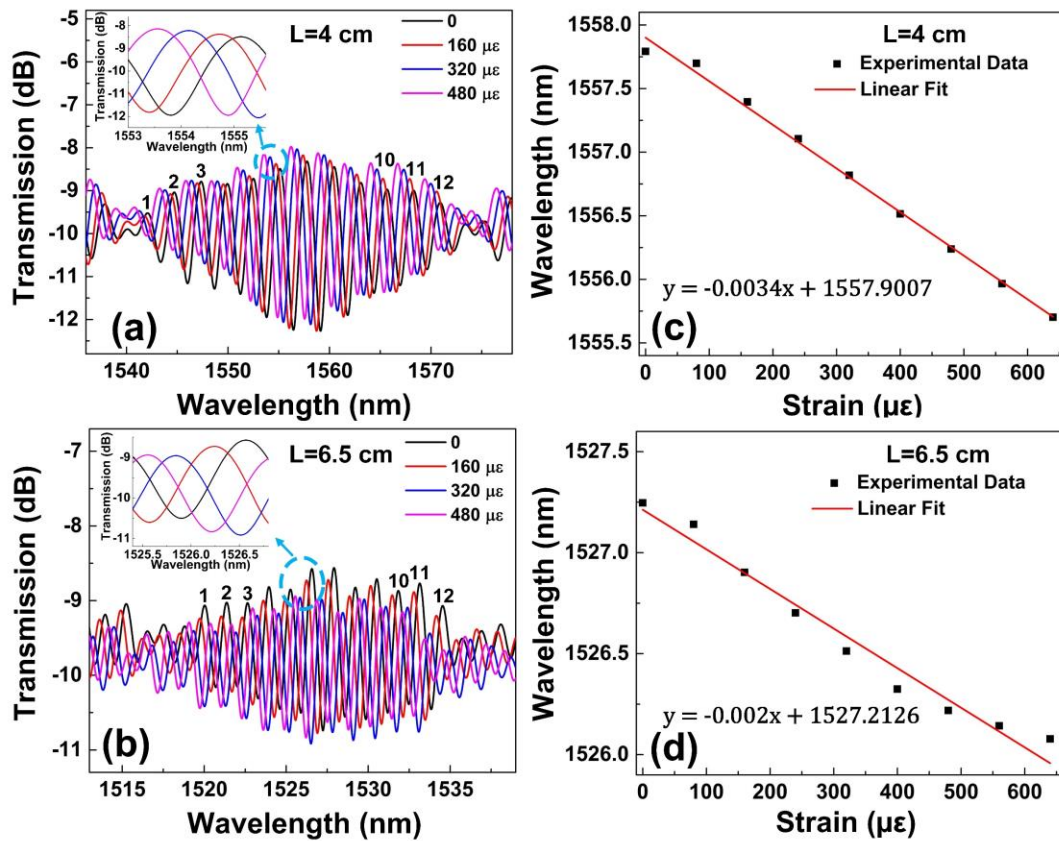 -5
-6
-7
-8
-9
-10
-11
-12
Transmission (dB)
1540 1550 1560 1570
Wavelength (nm)
L=4 cm
0
160 με
320 με
480 με
-8
-9
-10
-11
-12
Transmission (dB)
1553 1554 1555
Wavelength (nm)
1 2 3 10 11 12
(a)
1558.0
1557.5
1557.0
1556.5
1556.0
1555.5
Wavelength (nm)
L=4 cm
Experimental Data
Linear Fit
y = -0.0034x + 1557.9007
(c)
0 100 200 300 400 500 600
Strain (με)
-7
-8
-9
-10
-11
Transmission (dB)
1515 1520 1525 1530 1535
Wavelength (nm)
L=6.5 cm
0
160 με
320 με
480 με
-9
-10
-11
Transmission (dB)
1525.5 1526.0 1526.5
Wavelength (nm)
1 2 3 10 11 12
(b)
1527.5
1527.0
1526.5
1526.0
Wavelength (nm)
L=6.5 cm
Experimental Data
Linear Fit
y = -0.002x + 1527.2126
(d)
0 100 200 300 400 500 600
Strain (με)